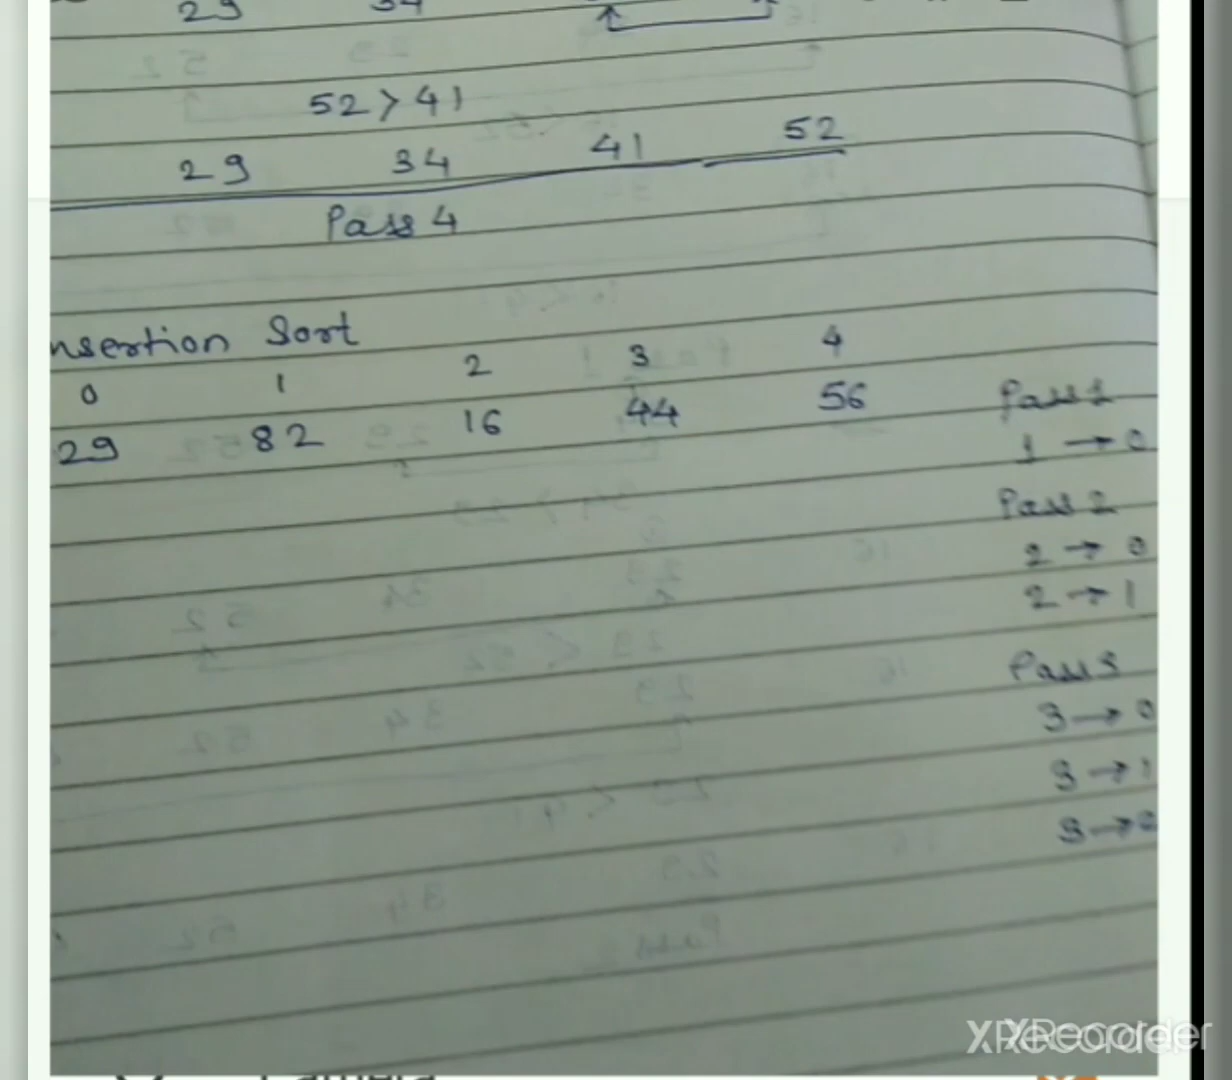 29 34
52 > 41
29 34 41 52
Pass 4
nsertion Sort
0 1 2 3 4
29 82 16 44 56
Pass 1
1 → 0
Pass 2
2 → 0
2 → 1
Pass 3
3 → 0
3 → 1
3 → 2
XRecorder